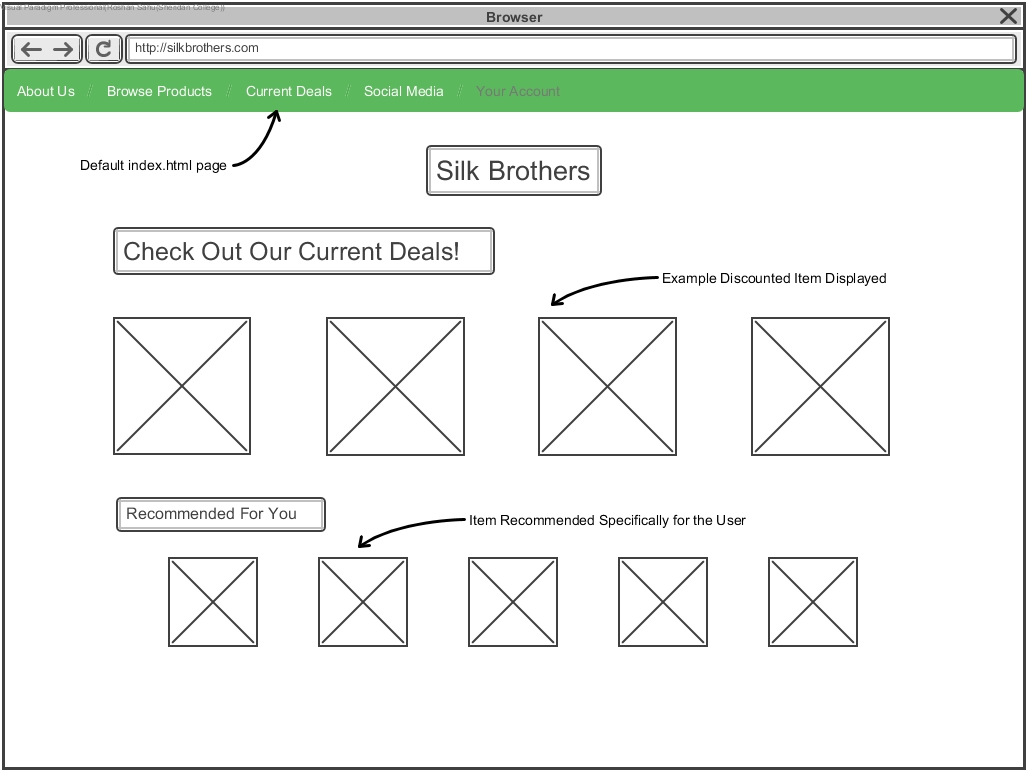 Visual Paradigm Professional(Roshan Sahu(Sheridan College))
Browser
http://silkbrothers.com
About Us // Browse Products // Current Deals // Social Media // Your Account
Default index.html page
Silk Brothers
Check Out Our Current Deals!
Example Discounted Item Displayed
Recommended For You
Item Recommended Specifically for the User